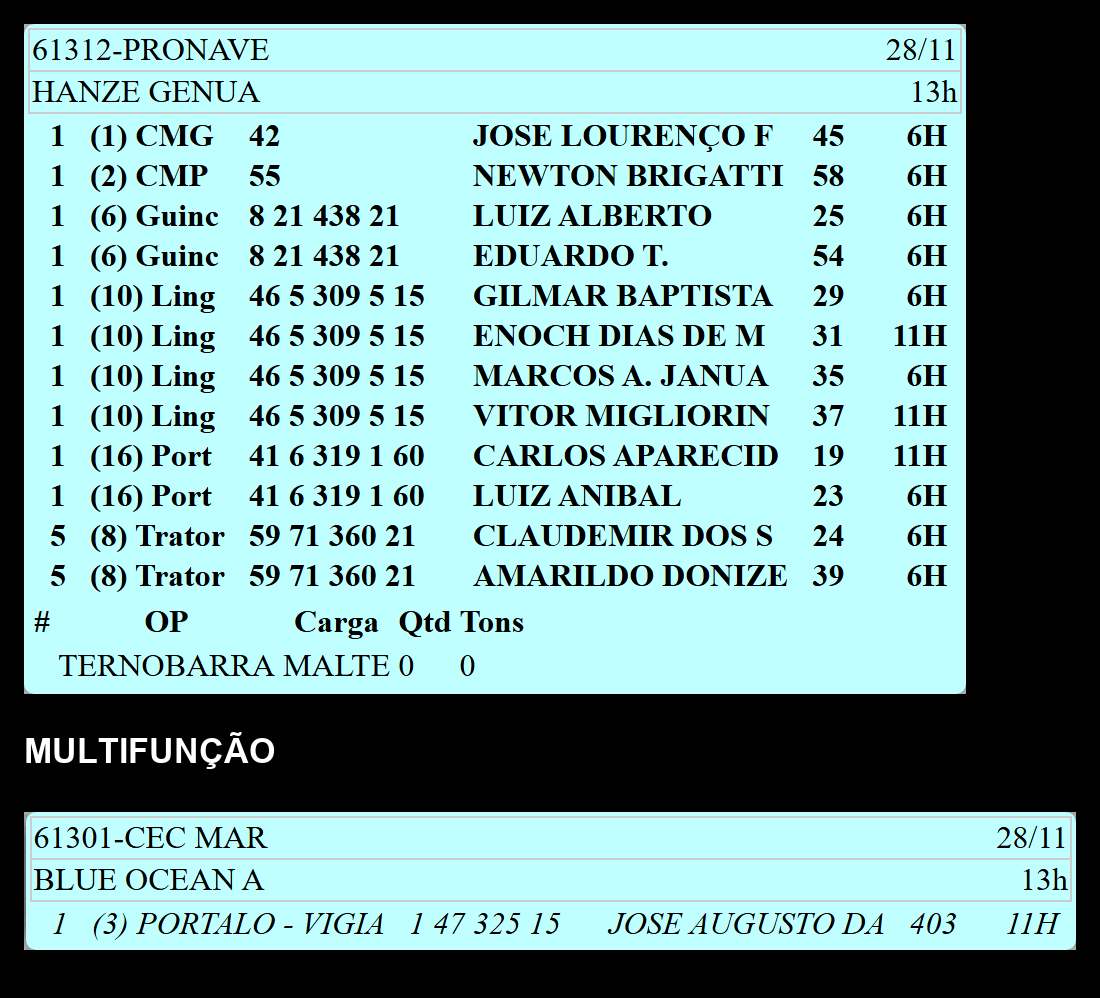 61312-PRONAVE 28/11
HANZE GENUA 13h
1 (1) CMG 42 JOSE LOURENÇO F 45 6H
1 (2) CMP 55 NEWTON BRIGATTI 58 6H
1 (6) Guinc 8 21 438 21 LUIZ ALBERTO 25 6H
1 (6) Guinc 8 21 438 21 EDUARDO T. 54 6H
1 (10) Ling 46 5 309 5 15 GILMAR BAPTISTA 29 6H
1 (10) Ling 46 5 309 5 15 ENOCH DIAS DE M 31 11H
1 (10) Ling 46 5 309 5 15 MARCOS A. JANUA 35 6H
1 (10) Ling 46 5 309 5 15 VITOR MIGLIORIN 37 11H
1 (16) Port 41 6 319 1 60 CARLOS APARECID 19 11H
1 (16) Port 41 6 319 1 60 LUIZ ANIBAL 23 6H
5 (8) Trator 59 71 360 21 CLAUDEMIR DOS S 24 6H
5 (8) Trator 59 71 360 21 AMARILDO DONIZE 39 6H
# OP Carga Qtd Tons
TERNOBARRA MALTE 0 0
MULTIFUNÇÃO
61301-CEC MAR 28/11
BLUE OCEAN A 13h
1 (3) PORTALO - VIGIA 1 47 325 15 JOSE AUGUSTO DA 403 11H